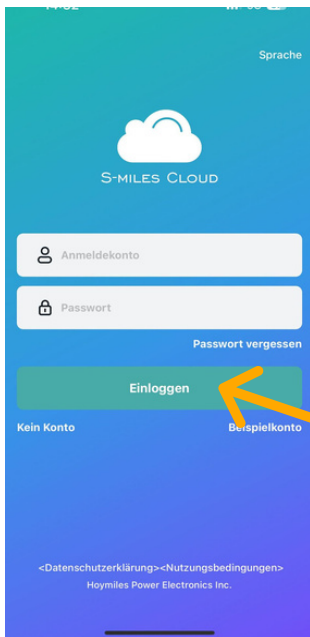 Sprache
S-MILES CLOUD
Anmeldekonto
Passwort
Passwort vergessen
Einloggen
Kein Konto Beispielkonto
<Datenschutzerklärung><Nutzungsbedingungen>
Hoymiles Power Electronics Inc.